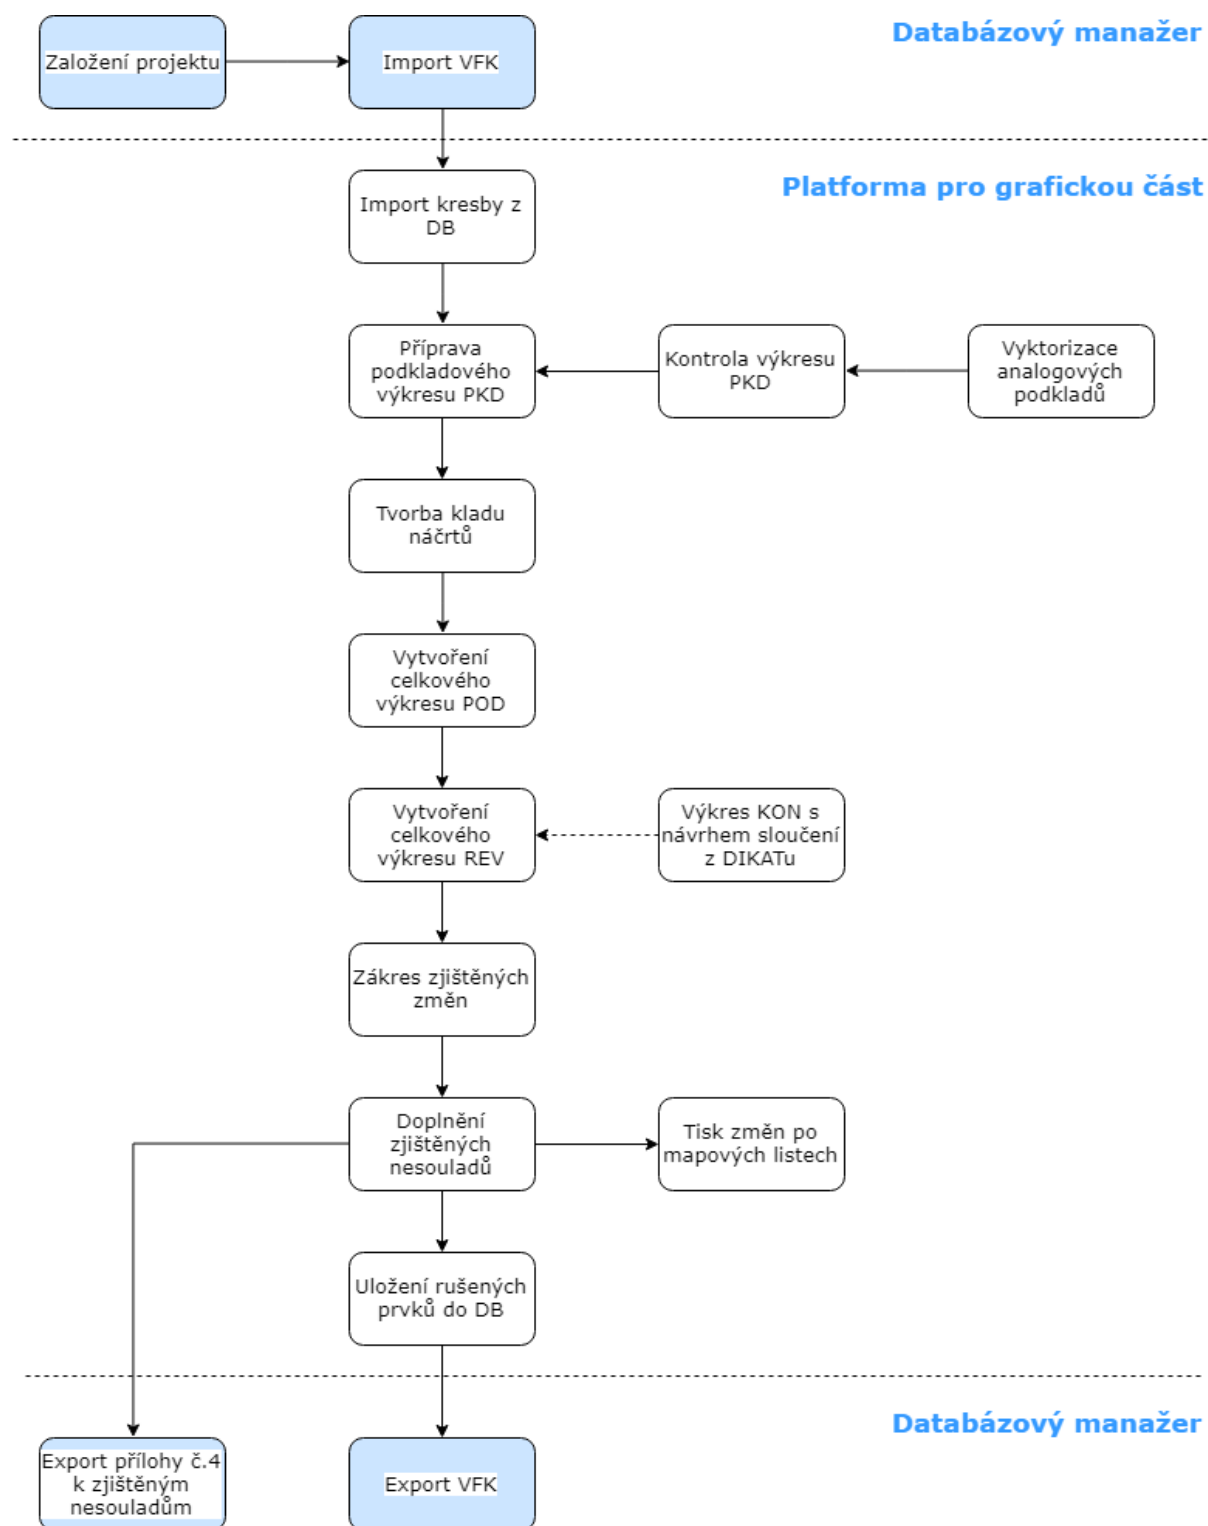 Databázový manažer
Založení projektu
Import VFK
Platforma pro grafickou část
Import kresby z
DB
Příprava
podkladového
výkresu PKD
Kontrola výkresu
PKD
Vyktorizace
analogových
podkladů
Tvorba kladu
náčrtů
Vytvoření
celkového
výkresu POD
Vytvoření
celkového
výkresu REV
Výkres KON s
návrhem sloučení
z DIKATu
Zákres zjištěných
změn
Doplnění
zjištěných
nesouladů
Tisk změn po
mapových listech
Uložení rušených
prvků do DB
Databázový manažer
Export přílohy č.4
k zjištěným
nesouladům
Export VFK